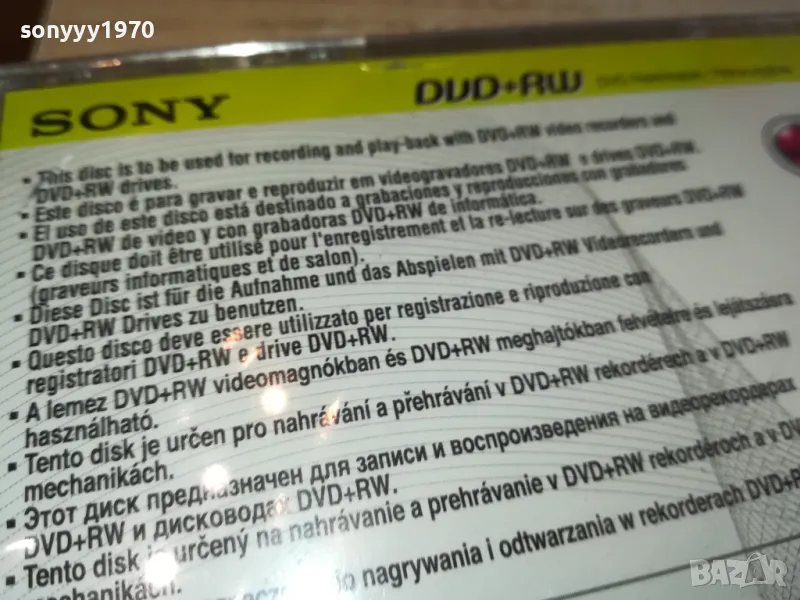 sonyyy1970
SONY DVD+RW
▪ This disc is to be used for recording and play-back with DVD+RW video recorders and
DVD+RW drives.
▪ Este disco é para gravar e reproduzir em videogravadores DVD+RW e drives DVD+RW.
▪ El uso de este disco está destinado a grabaciones y reproducciones con grabadores
DVD+RW de video y con grabadoras DVD+RW de informática.
▪ Ce disque doit être utilisé pour l'enregistrement et la re-lecture sur des graveurs DVD+RW
(graveurs informatiques et de salon).
▪ Diese Disc ist für die Aufnahme und das Abspielen mit DVD+RW Videorecordern und
DVD+RW Drives zu benutzen.
▪ Questo disco deve essere utilizzato per registrazione e riproduzione con
registratori DVD+RW e drive DVD+RW.
▪ A lemez DVD+RW videomagnókban és DVD+RW meghajtókban felvételre és lejátszásra
használható.
▪ Tento disk je určen pro nahrávání a přehrávání v DVD+RW rekordérech a v DVD+RW
mechanikách.
▪ Этот диск предназначен для записи и воспроизведения на видеорекордерах
DVD+RW и дисководах DVD+RW.
▪ Tento disk je určený na nahrávanie a prehrávanie v DVD+RW rekordéroch a v
mechanikách.
nagrywania i odtwarzania w rekorderach
BAZAR